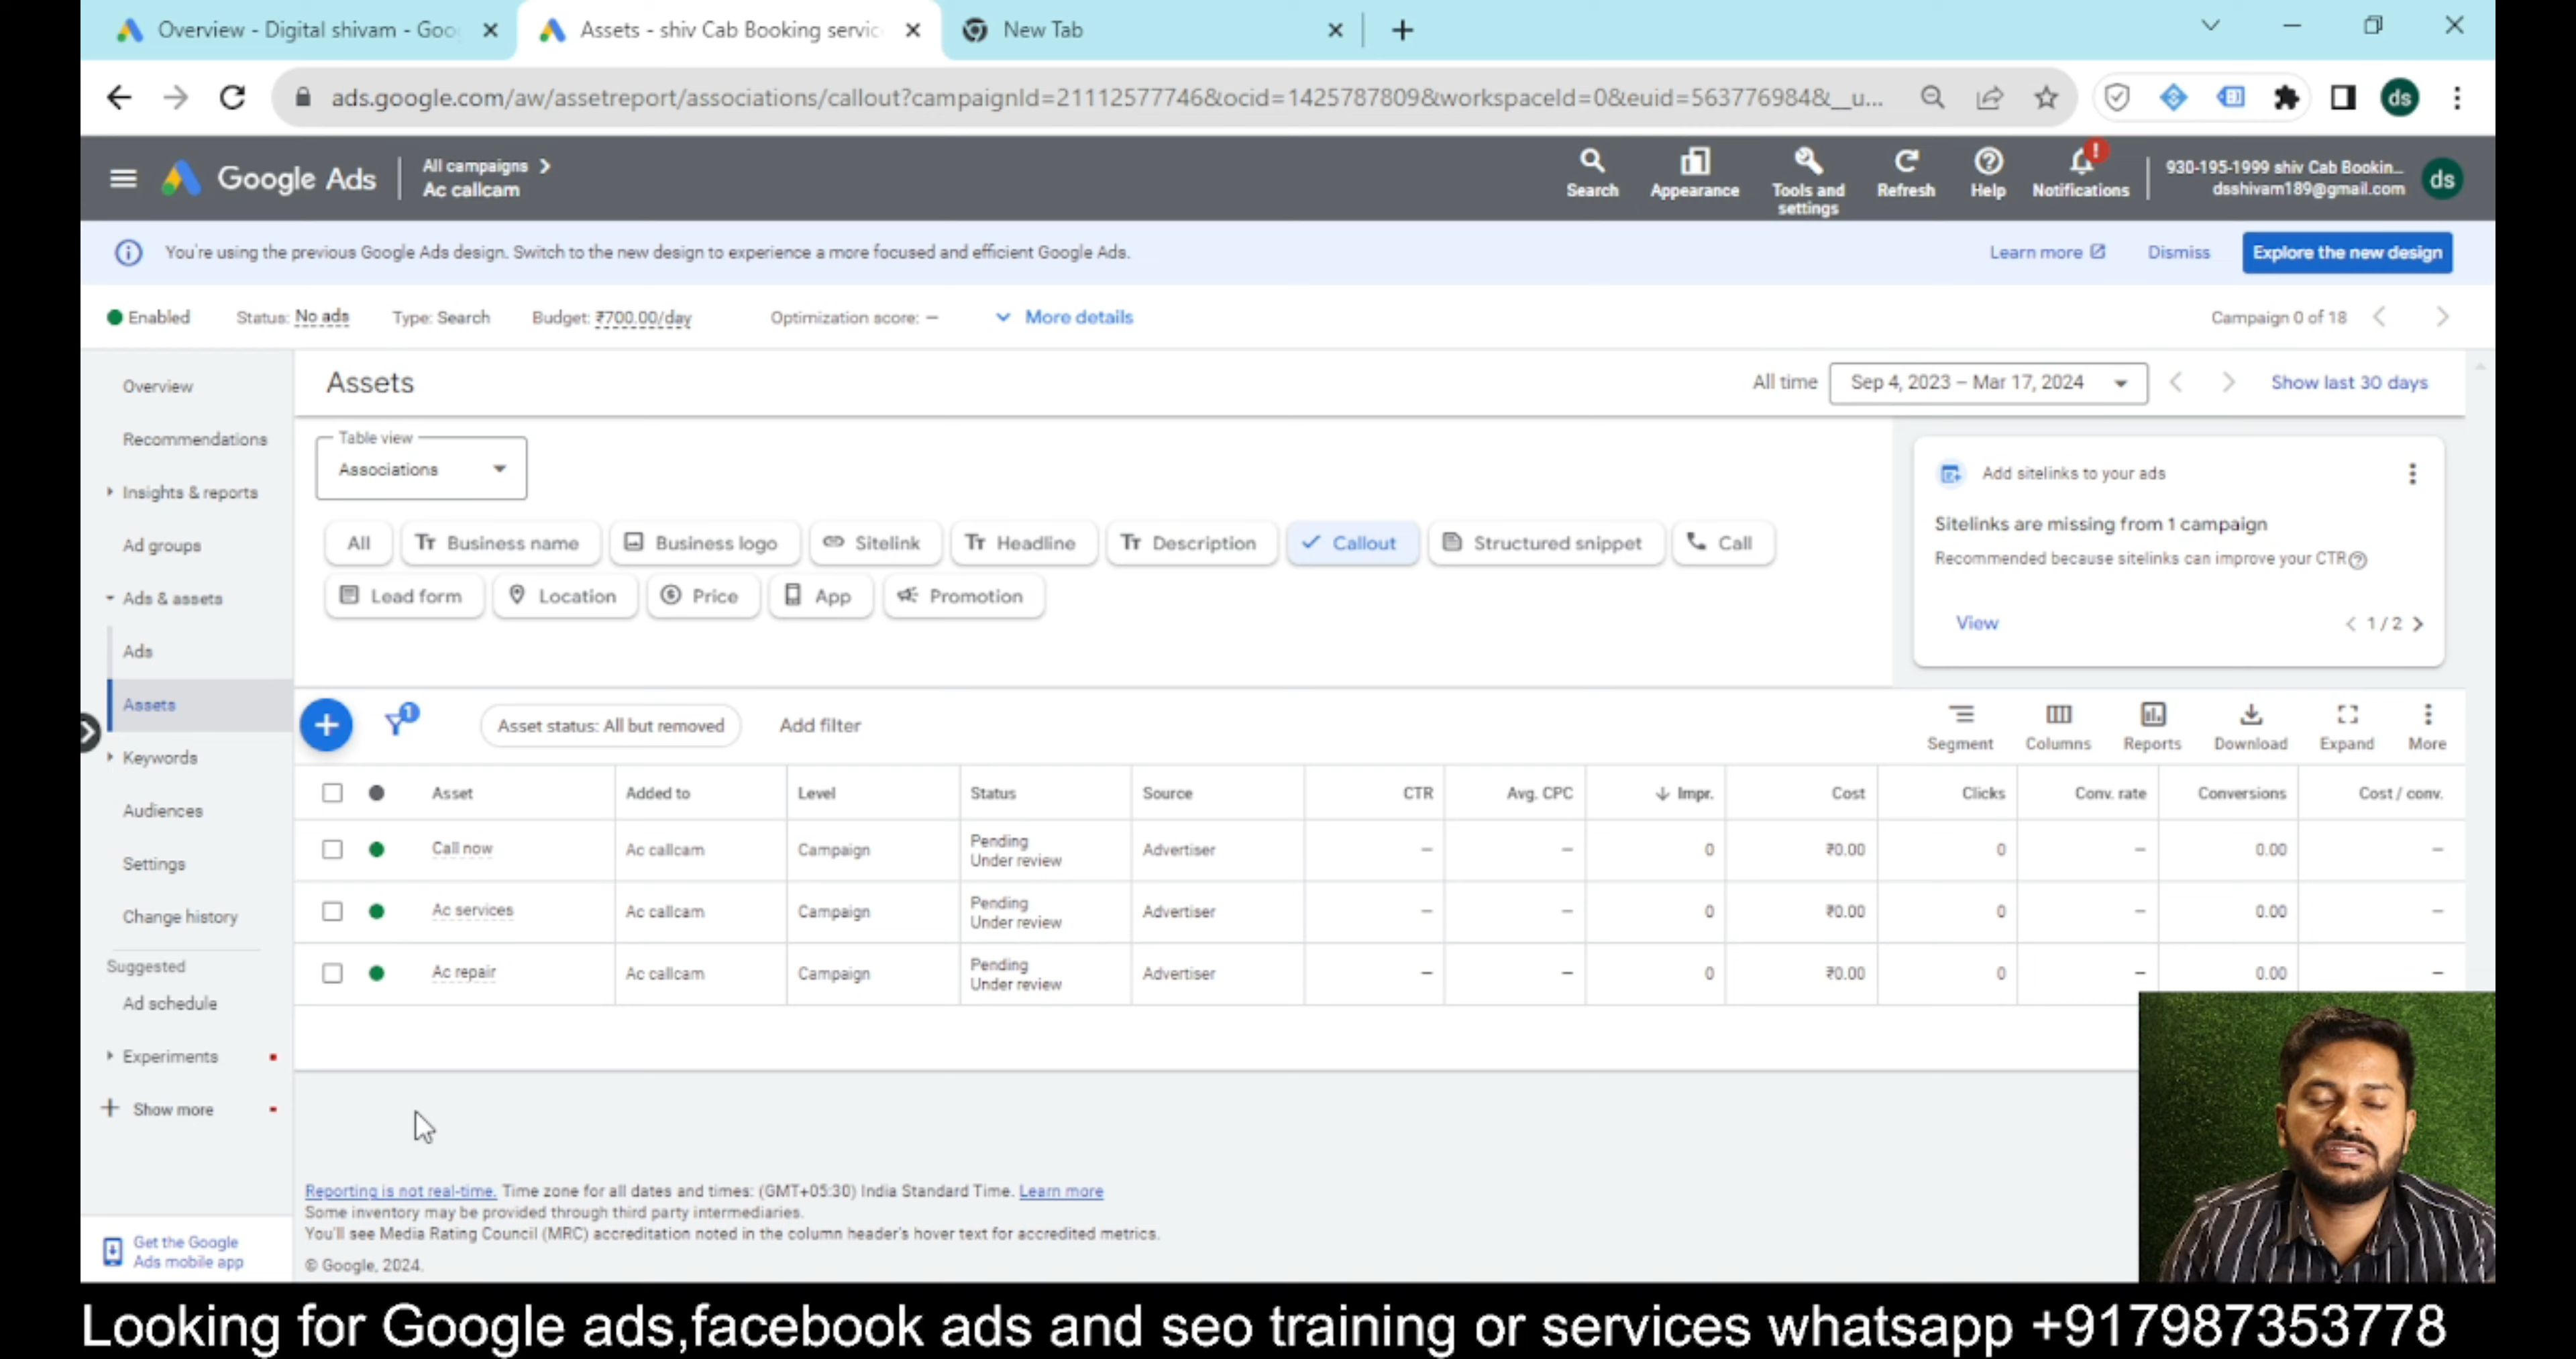 Overview - Digital shivam - Goo
Assets - shiv Cab Booking servic
New Tab
ads.google.com/aw/assetreport/associations/callout?campaignId=21112577746&ocid=1425787809&workspaceId=0&euid=563776984&__u...
ds
Google Ads
All campaigns
Ac callcam
Search
Appearance
Tools and
settings
Refresh
Help
Notifications
930-195-1999 shiv Cab Bookin...
dsshivam189@gmail.com
ds
You're using the previous Google Ads design. Switch to the new design to experience a more focused and efficient Google Ads.
Learn more
Dismiss
Explore the new design
Enabled
Status: No ads
Type: Search
Budget: ₹700.00/day
Optimization score: –
More details
Campaign 0 of 18
Overview
Recommendations
Insights & reports
Ad groups
Ads & assets
Ads
Assets
Keywords
Audiences
Settings
Change history
Suggested
Ad schedule
Experiments
Show more
Get the Google
Ads mobile app
Assets
All time
Sep 4, 2023 – Mar 17, 2024
Show last 30 days
Table view
Associations
All
Business name
Business logo
Sitelink
Headline
Description
Callout
Structured snippet
Call
Lead form
Location
Price
App
Promotion
Add sitelinks to your ads
Sitelinks are missing from 1 campaign
Recommended because sitelinks can improve your CTR
View
1 / 2
1
Asset status: All but removed
Add filter
Segment
Columns
Reports
Download
Expand
More
Asset Added to Level Status Source CTR Avg. CPC Impr. Cost Clicks Conv. rate Conversions Cost / conv.
Call now Ac callcam Campaign Pending Advertiser – – 0 ₹0.00 0 – 0.00 –
Under review
Ac services Ac callcam Campaign Pending Advertiser – – 0 ₹0.00 0 – 0.00 –
Under review
Ac repair Ac callcam Campaign Pending Advertiser – – 0 ₹0.00 0 – 0.00 –
Under review
Reporting is not real-time. Time zone for all dates and times: (GMT+05:30) India Standard Time. Learn more
Some inventory may be provided through third party intermediaries.
You'll see Media Rating Council (MRC) accreditation noted in the column header's hover text for accredited metrics.
© Google, 2024.
Looking for Google ads,facebook ads and seo training or services whatsapp +917987353778